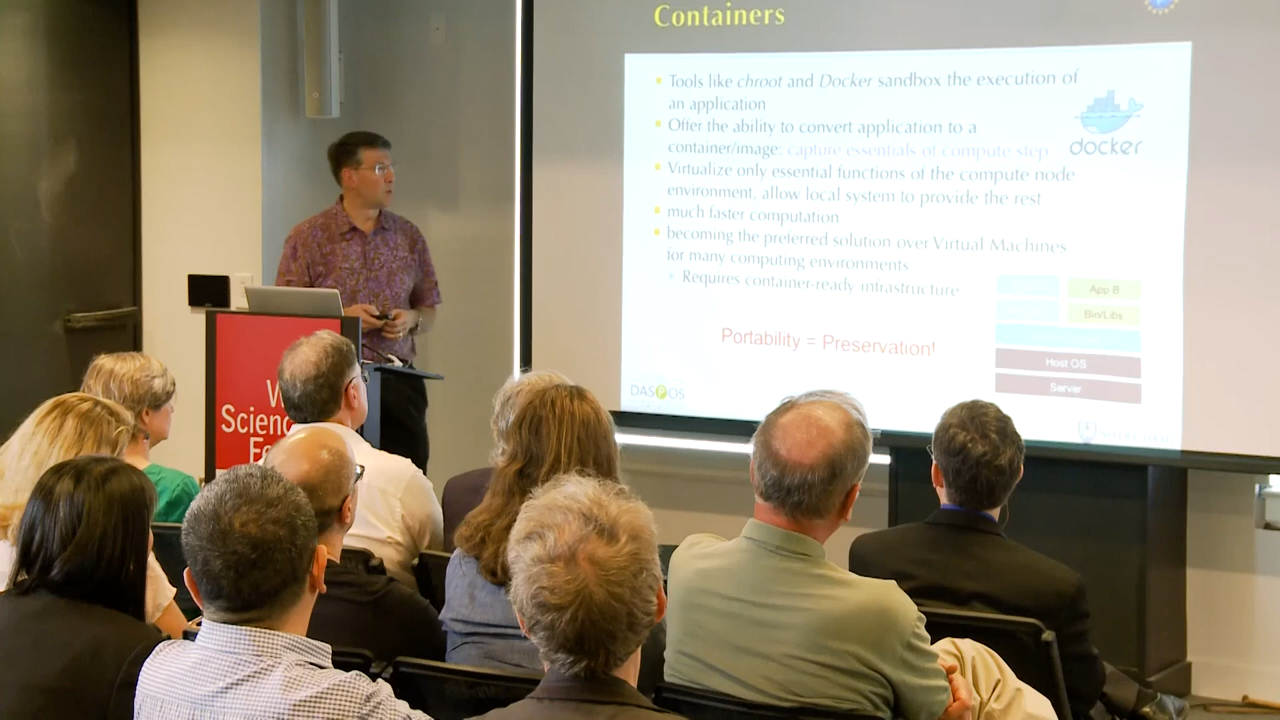 Containers
Tools like chroot and Docker sandbox the execution of
an application
Offer the ability to convert application to a
container/image: capture essentials of compute step
Virtualize only essential functions of the compute node
environment, allow local system to provide the rest
much faster computation
becoming the preferred solution over Virtual Machines
for many computing environments
Requires container-ready infrastructure
docker
App B
Bin/Libs
Host OS
Server
Portability = Preservation!
DASPOS
W
Scienc
Fo